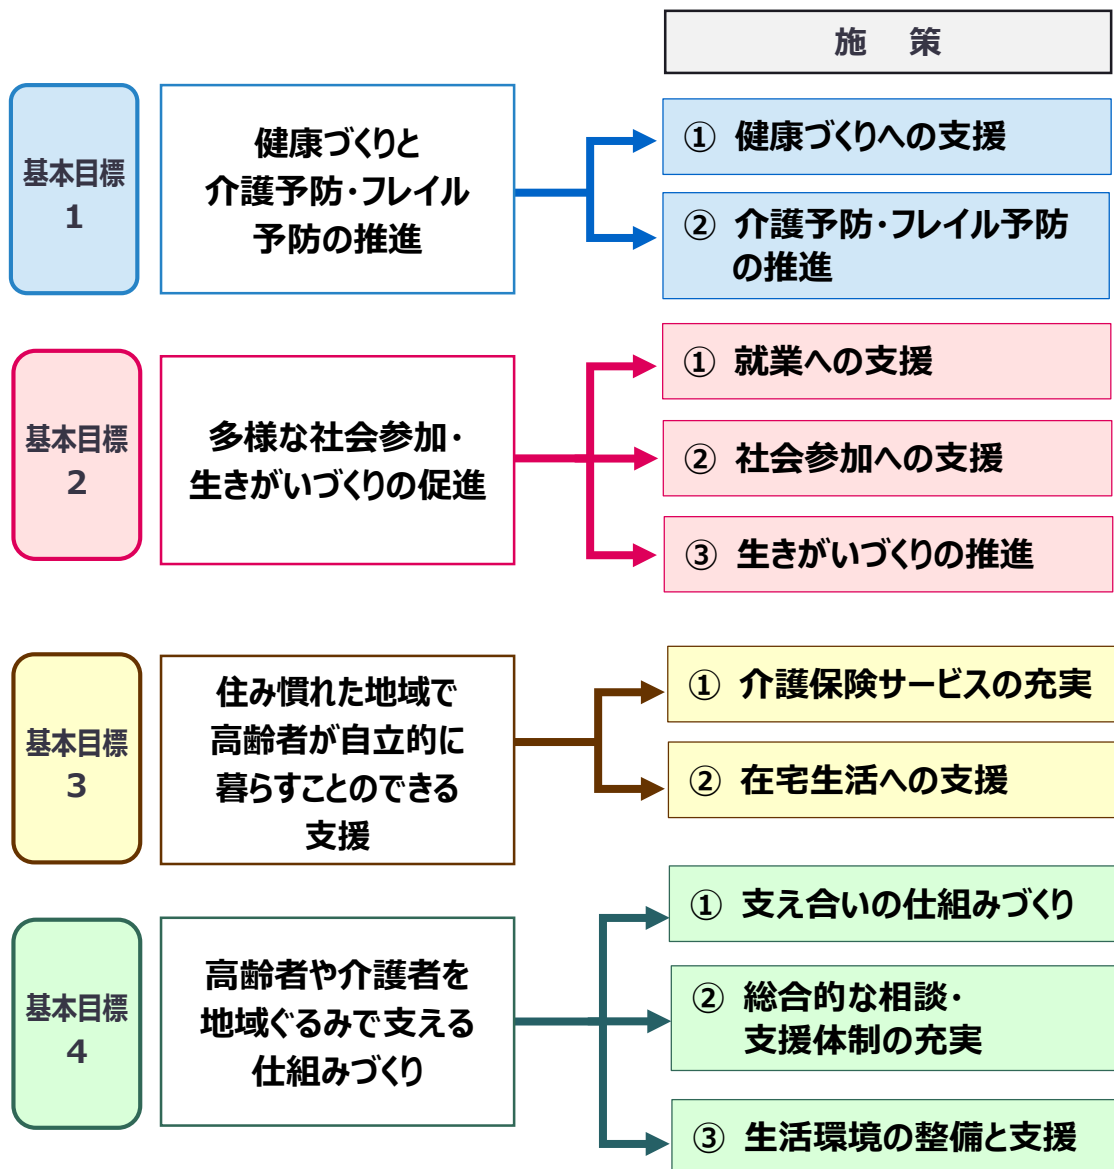 施　策
基本目標
1
健康づくりと
介護予防・フレイル
予防の推進
① 健康づくりへの支援
② 介護予防・フレイル予防
の推進
基本目標
2
多様な社会参加・
生きがいづくりの促進
① 就業への支援
② 社会参加への支援
③ 生きがいづくりの推進
基本目標
3
住み慣れた地域で
高齢者が自立的に
暮らすことのできる
支援
① 介護保険サービスの充実
② 在宅生活への支援
基本目標
4
高齢者や介護者を
地域ぐるみで支える
仕組みづくり
① 支え合いの仕組みづくり
② 総合的な相談・
支援体制の充実
③ 生活環境の整備と支援